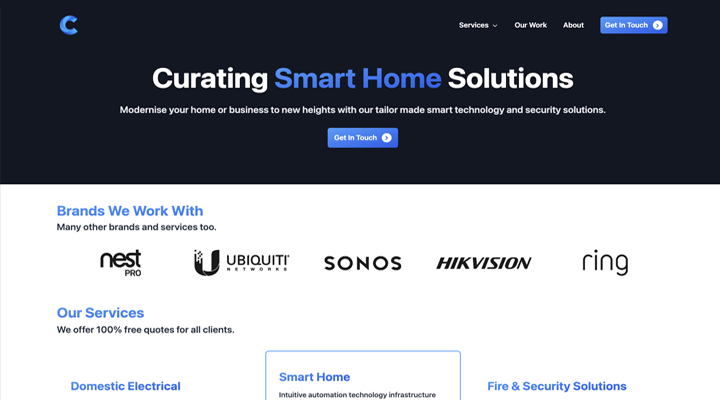 C
Services
Our Work
About
Get In Touch
Curating Smart Home Solutions
Modernise your home or business to new heights with our tailor made smart technology and security solutions.
Get In Touch
Brands We Work With
Many other brands and services too.
nest
PRO
UBIQUITI
NETWORKS
SONOS
HIKVISION
ring
Our Services
We offer 100% free quotes for all clients.
Domestic Electrical
Smart Home
Intuitive automation technology infrastructure
Fire & Security Solutions